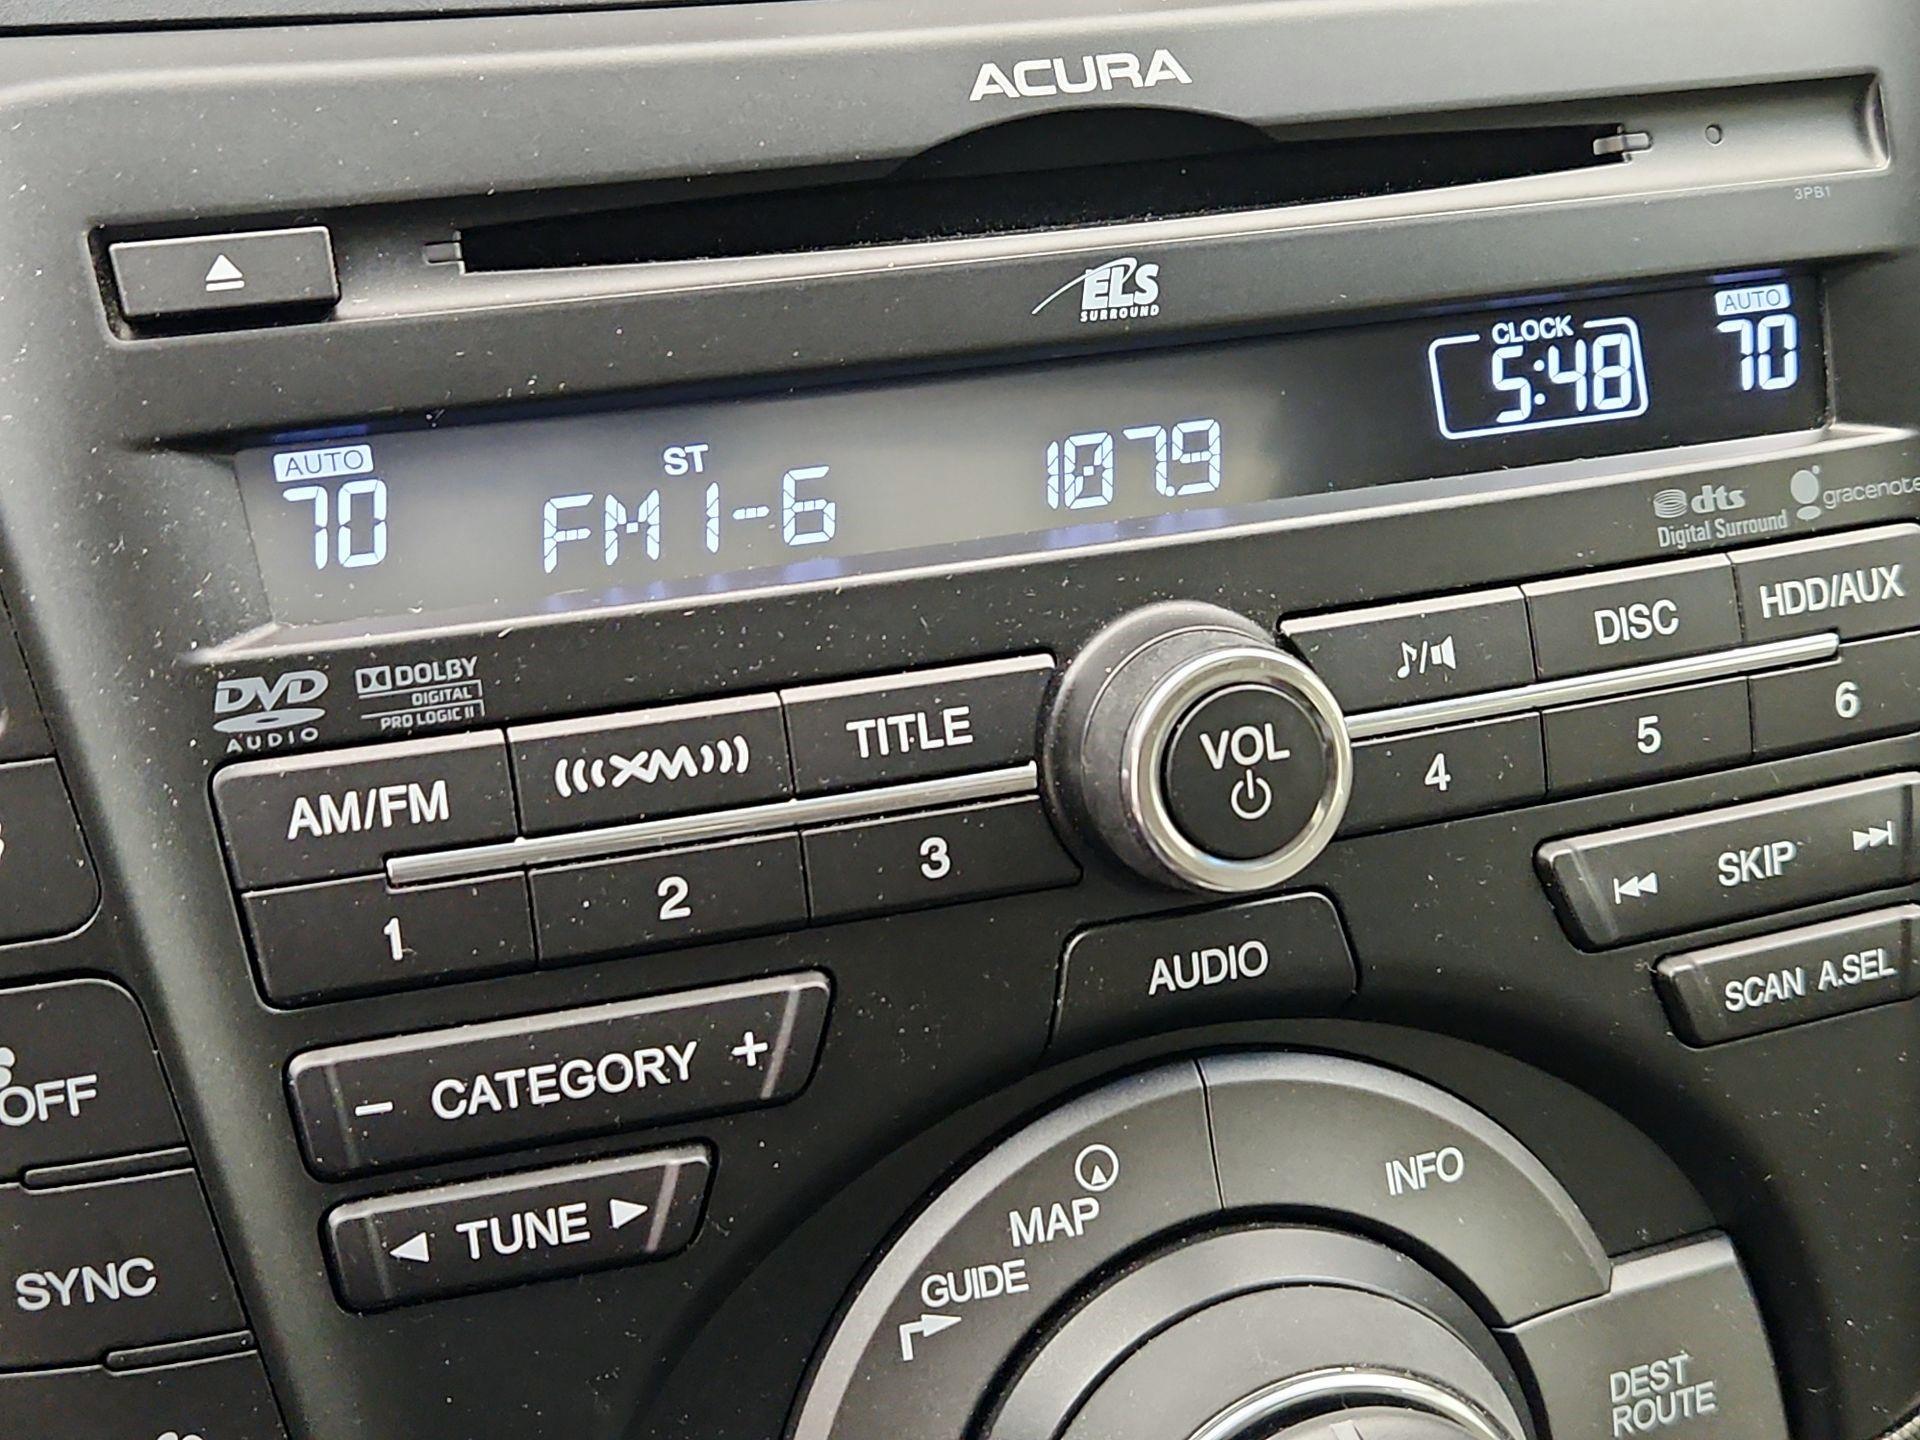 ACURA
3PB1
ELS
SURROUND
AUTO
70
ST
FM1-6
107.9
CLOCK
5:48
AUTO
70
dts
Digital Surround
gracenote
DVD
AUDIO
DOLBY
DIGITAL
PRO LOGIC II
AM/FM
(((XM)))
TITLE
VOL
DISC
HDD/AUX
1
2
3
4
5
6
SKIP
AUDIO
SCAN A.SEL
- CATEGORY +
OFF
TUNE
SYNC
MAP
GUIDE
INFO
DEST
ROUTE